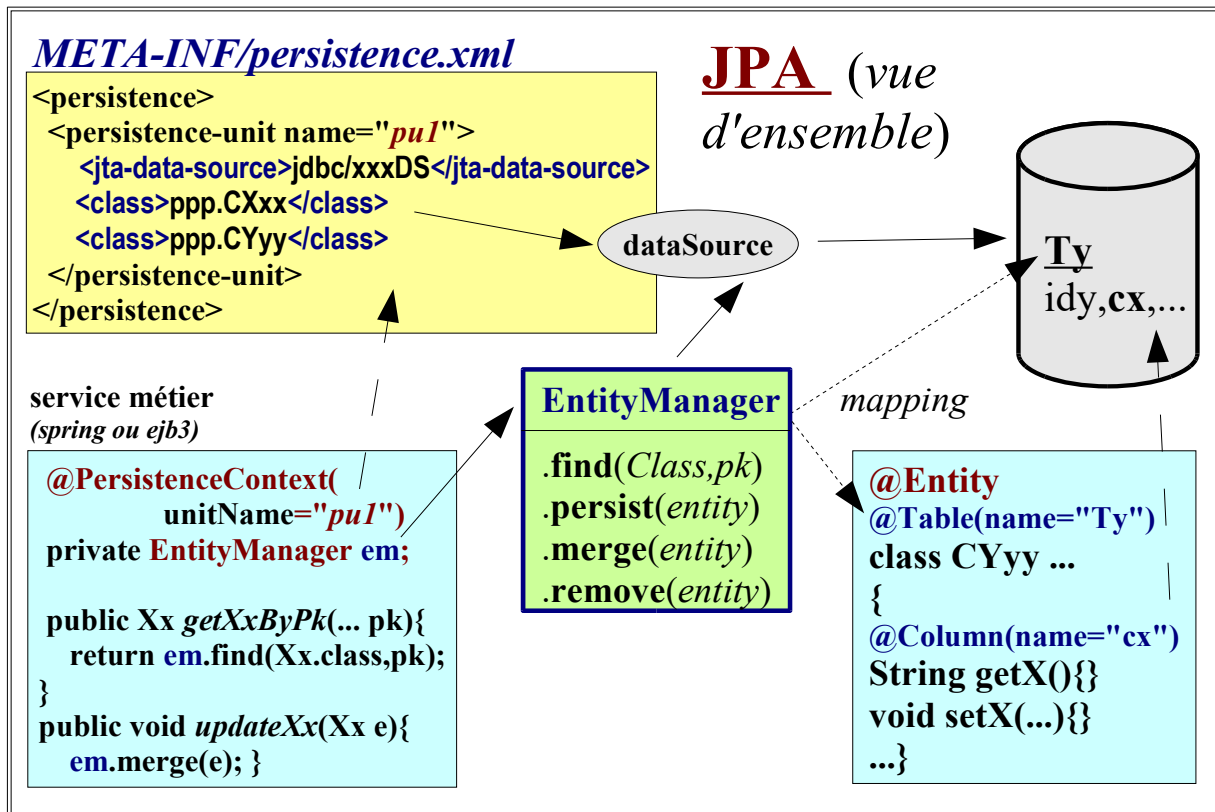 META-INF/persistence.xml
<persistence>
<persistence-unit name="pu1">
<jta-data-source>jdbc/xxxDS</jta-data-source>
<class>ppp.CXxx</class>
<class>ppp.CYyy</class>
</persistence-unit>
</persistence>
JPA (vue
d'ensemble)
dataSource
Ty
idy,cx,...
service métier
(spring ou ejb3)
@PersistenceContext(
unitName="pu1")
private EntityManager em;
public Xx getXxByPk(... pk){
return em.find(Xx.class,pk);
}
public void updateXx(Xx e){
em.merge(e); }
EntityManager
.find(Class,pk)
.persist(entity)
.merge(entity)
.remove(entity)
mapping
@Entity
@Table(name="Ty")
class CYyy ...
{
@Column(name="cx")
String getX(){}
void setX(...){}
...}